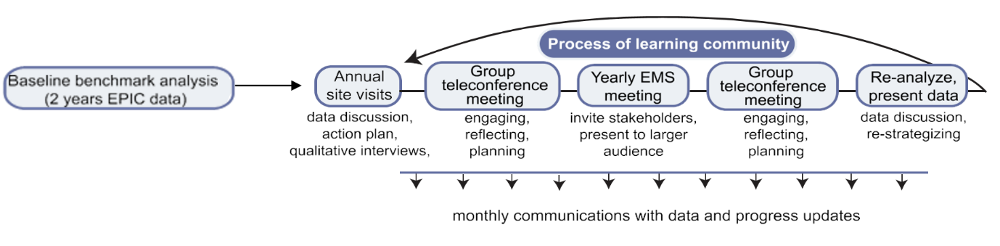 Process of learning community
Baseline benchmark analysis
(2 years EPIC data)
Annual
site visits
data discussion,
action plan,
qualitative interviews,
Group
teleconference
meeting
engaging,
reflecting,
planning
Yearly EMS
meeting
invite stakeholders,
present to larger
audience
Group
teleconference
meeting
engaging,
reflecting,
planning
Re-analyze,
present data
data discussion,
re-strategizing
monthly communications with data and progress updates